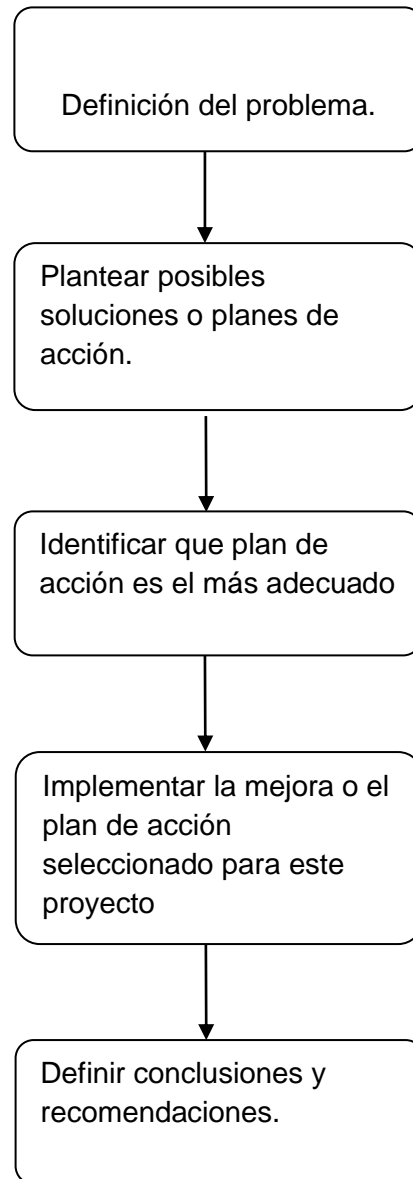 Definición del problema.
Plantear posibles
soluciones o planes de
acción.
Identificar que plan de
acción es el más adecuado
Implementar la mejora o el
plan de acción
seleccionado para este
proyecto
Definir conclusiones y
recomendaciones.